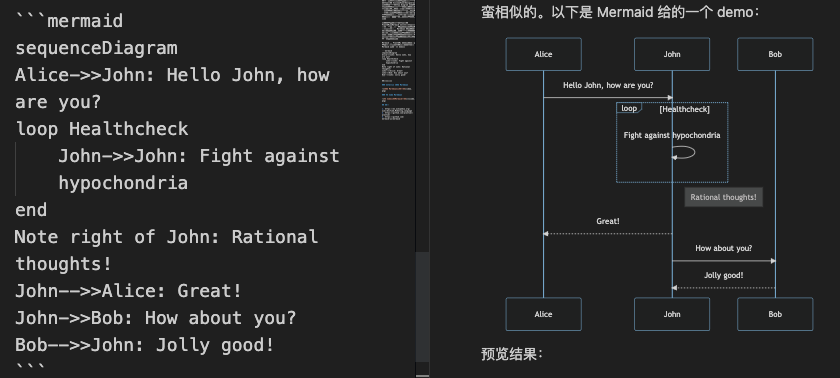 ```mermaid
sequenceDiagram
Alice->>John: Hello John, how
are you?
loop Healthcheck
John->>John: Fight against
hypochondria
end
Note right of John: Rational
thoughts!
John-->>Alice: Great!
John->>Bob: How about you?
Bob-->>John: Jolly good!
```
蛮相似的。以下是 Mermaid 给的一个 demo：
Alice
John
Bob
Hello John, how are you?
loop
[Healthcheck]
Fight against hypochondria
Rational thoughts!
Great!
How about you?
Jolly good!
Alice
John
Bob
预览结果：